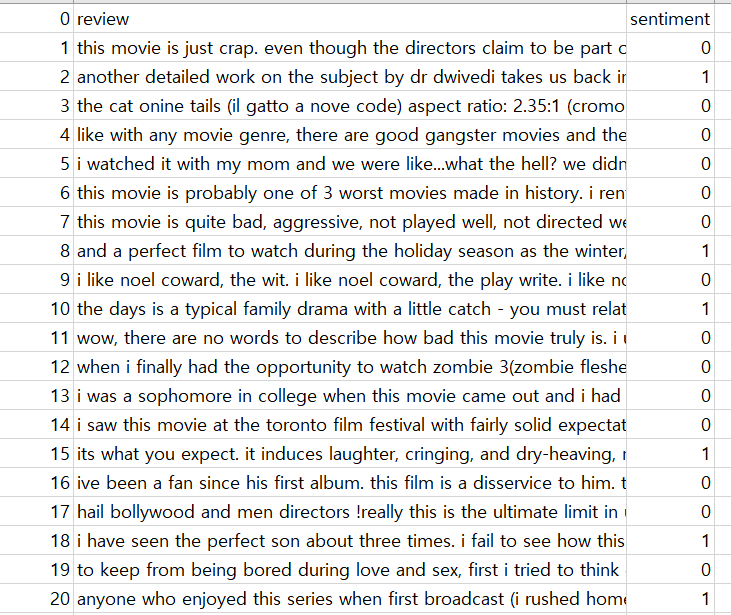 0 review sentiment
1 this movie is just crap. even though the directors claim to be part 0
2 another detailed work on the subject by dr dwivedi takes us back 1
3 the cat onine tails (il gatto a nove code) aspect ratio: 2.35:1 (cromo 0
4 like with any movie genre, there are good gangster movies and the 0
5 i watched it with my mom and we were like...what the hell? we didn 0
6 this movie is probably one of 3 worst movies made in history. i ren 0
7 this movie is quite bad, aggressive, not played well, not directed 0
8 and a perfect film to watch during the holiday season as the winter, 1
9 i like noel coward, the wit. i like noel coward, the play write. i like 0
10 the days is a typical family drama with a little catch - you must relat 1
11 wow, there are no words to describe how bad this movie truly is. i 0
12 when i finally had the opportunity to watch zombie 3(zombie fleshe 0
13 i was a sophomore in college when this movie came out and i had 0
14 i saw this movie at the toronto film festival with fairly solid expectat 0
15 its what you expect. it induces laughter, cringing, and dry-heaving, 1
16 ive been a fan since his first album. this film is a disservice to him. t 0
17 hail bollywood and men directors !really this is the ultimate limit in 0
18 i have seen the perfect son about three times. i fail to see how this 1
19 to keep from being bored during love and sex, first i tried to think 0
20 anyone who enjoyed this series when first broadcast (i rushed home 1